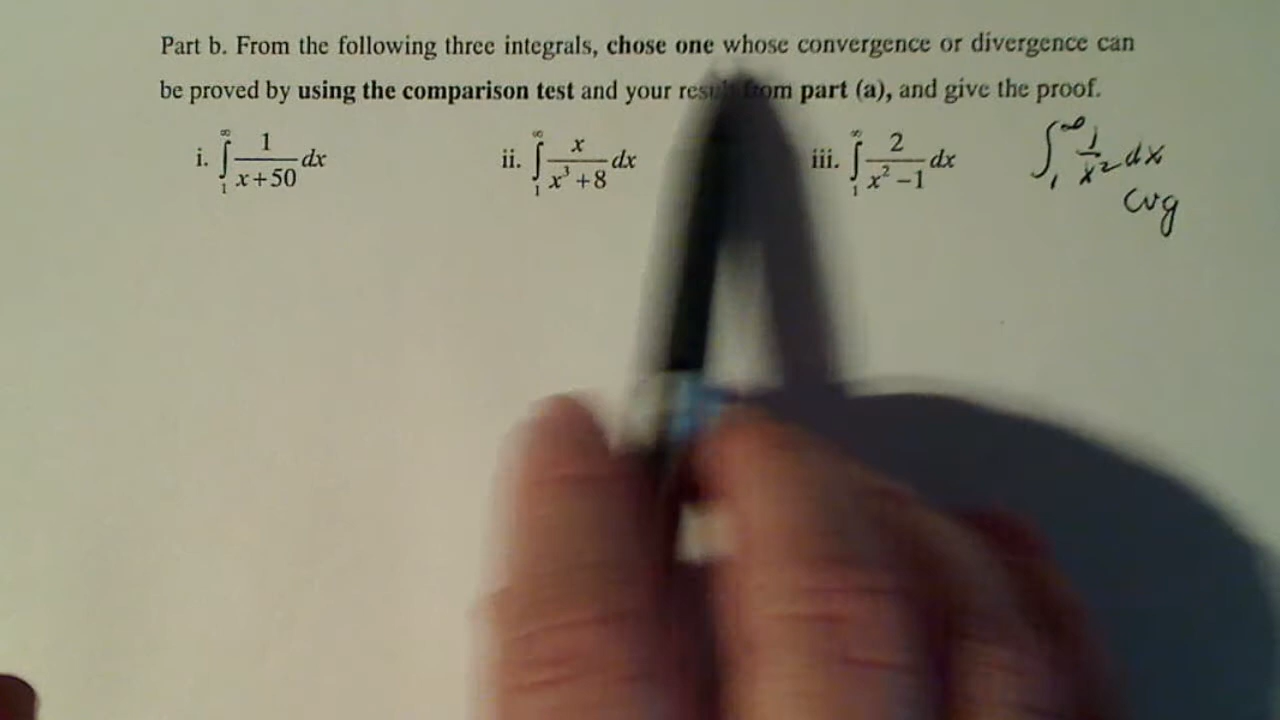 Part b. From the following three integrals, chose one whose convergence or divergence can
be proved by using the comparison test and your result from part (a), and give the proof.
i. ∫₁^∞ 1/(x+50) dx ii. ∫₁^∞ x/(x³+8) dx iii. ∫₁^∞ 2/(x²−1) dx ∫₁^∞ 1/x² dx
cvg